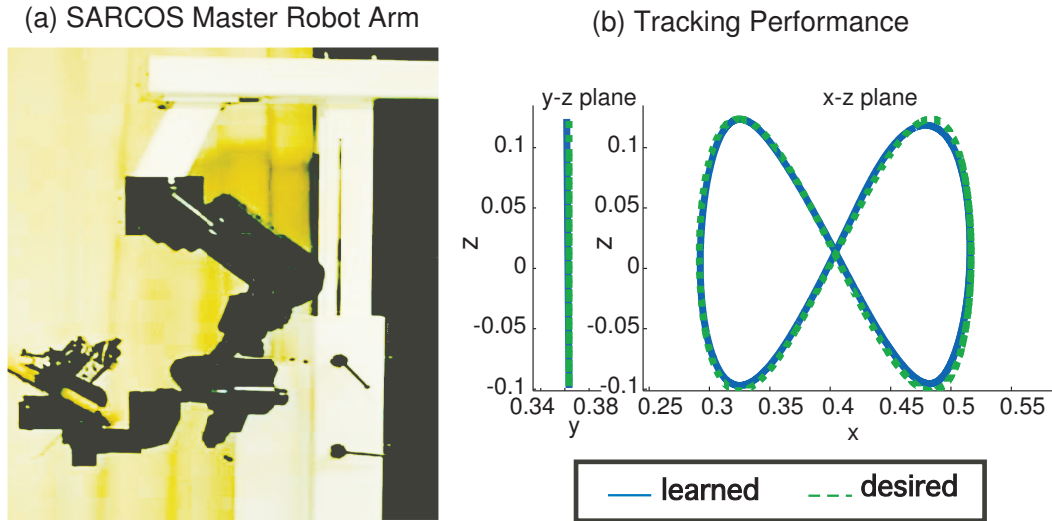 (a) SARCOS Master Robot Arm
(b) Tracking Performance
y-z plane
x-z plane
0.1
0.05
0
-0.05
-0.1
z
0.34
0.38
y
0.1
0.05
0
-0.05
-0.1
z
0.25
0.3
0.35
0.4
0.45
0.5
0.55
x
learned
desired